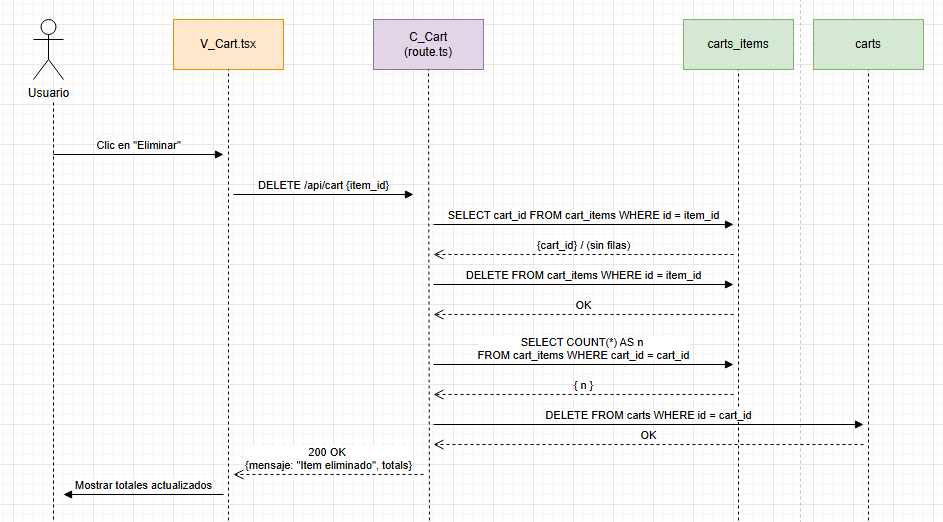 V_Cart.tsx
C_Cart
(route.ts)
carts_items
carts
Usuario
Clic en "Eliminar"
DELETE /api/cart {item_id}
SELECT cart_id FROM cart_items WHERE id = item_id
{cart_id} / (sin filas)
DELETE FROM cart_items WHERE id = item_id
OK
SELECT COUNT(*) AS n
FROM cart_items WHERE cart_id = cart_id
{ n }
DELETE FROM carts WHERE id = cart_id
OK
200 OK
{mensaje: "Item eliminado", totals}
Mostrar totales actualizados